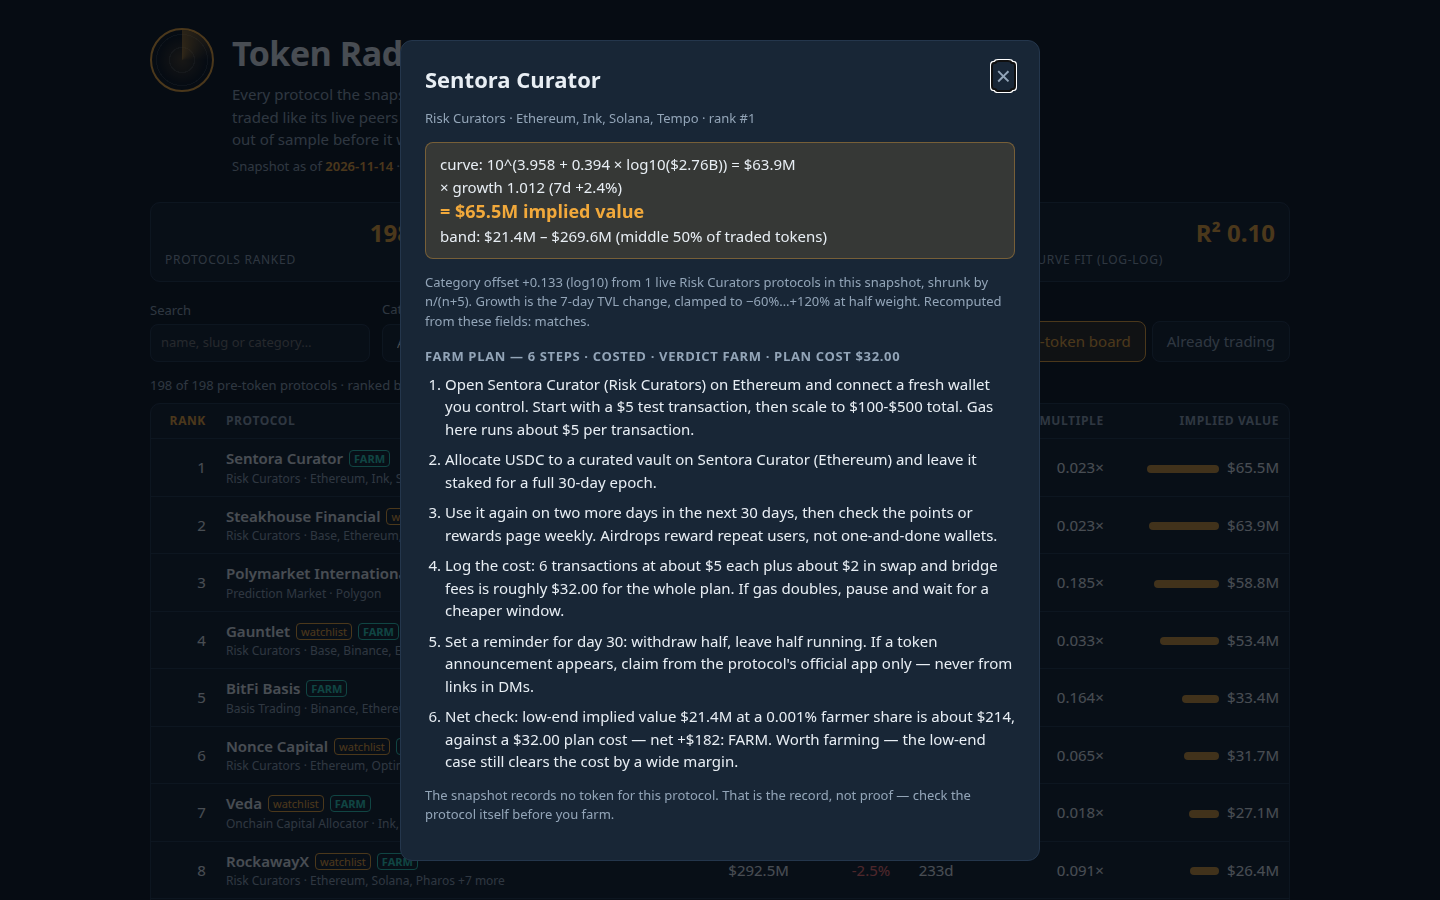 Token Rad
Every protocol the snaps
traded like its live peers
out of sample before it w
Snapshot as of 2026-11-14 ·
198
PROTOCOLS RANKED
R² 0.10
URVE FIT (LOG-LOG)
Search
Cat
name, slug or category...
-token board
Already trading
198 of 198 pre-token protocols · ranked b
RANK PROTOCOL MULTIPLE IMPLIED VALUE
1 Sentora Curator FARM 0.023× $65.5M
Risk Curators · Ethereum, Ink, S
2 Steakhouse Financial w 0.023× $63.9M
Risk Curators · Base, Ethereum,
3 Polymarket Internationa 0.185× $58.8M
Prediction Market · Polygon
4 Gauntlet watchlist FARM 0.033× $53.4M
Risk Curators · Base, Binance, E
5 BitFi Basis FARM 0.164× $33.4M
Basis Trading · Binance, Ethere
6 Nonce Capital watchlist 0.065× $31.7M
Risk Curators · Ethereum, Optim
7 Veda watchlist FARM 0.018× $27.1M
Onchain Capital Allocator · Ink,
8 RockawayX watchlist FARM $292.5M -2.5% 233d 0.091× $26.4M
Risk Curators · Ethereum, Solana, Pharos +7 more
Sentora Curator
×
Risk Curators · Ethereum, Ink, Solana, Tempo · rank #1
curve: 10^(3.958 + 0.394 × log10($2.76B)) = $63.9M
× growth 1.012 (7d +2.4%)
= $65.5M implied value
band: $21.4M – $269.6M (middle 50% of traded tokens)
Category offset +0.133 (log10) from 1 live Risk Curators protocols in this snapshot, shrunk by
n/(n+5). Growth is the 7-day TVL change, clamped to −60%…+120% at half weight. Recomputed
from these fields: matches.
FARM PLAN — 6 STEPS · COSTED · VERDICT FARM · PLAN COST $32.00
1. Open Sentora Curator (Risk Curators) on Ethereum and connect a fresh wallet
you control. Start with a $5 test transaction, then scale to $100-$500 total. Gas
here runs about $5 per transaction.
2. Allocate USDC to a curated vault on Sentora Curator (Ethereum) and leave it
staked for a full 30-day epoch.
3. Use it again on two more days in the next 30 days, then check the points or
rewards page weekly. Airdrops reward repeat users, not one-and-done wallets.
4. Log the cost: 6 transactions at about $5 each plus about $2 in swap and bridge
fees is roughly $32.00 for the whole plan. If gas doubles, pause and wait for a
cheaper window.
5. Set a reminder for day 30: withdraw half, leave half running. If a token
announcement appears, claim from the protocol's official app only — never from
links in DMs.
6. Net check: low-end implied value $21.4M at a 0.001% farmer share is about $214,
against a $32.00 plan cost — net +$182: FARM. Worth farming — the low-end
case still clears the cost by a wide margin.
The snapshot records no token for this protocol. That is the record, not proof — check the
protocol itself before you farm.